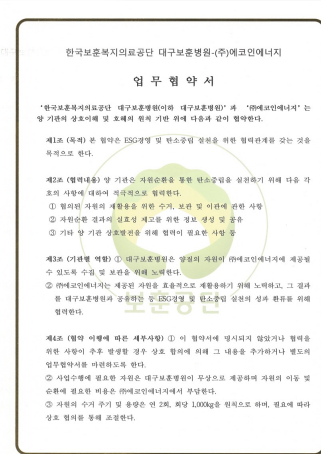 한국보훈복지의료공단 대구보훈병원-(주)에코인에너지
업 무 협 약 서
'한국보훈복지의료공단 대구보훈병원(이하 대구보훈병원)'과 '㈜에코인에너지'는
양 기관의 상호이해 및 호혜의 원칙 기반 위에 다음과 같이 협약한다.
제1조 (목적) 본 협약은 ESG경영 및 탄소중립 실천을 위한 협력관계를 갖는 것을
목적으로 한다.
제2조 (협력내용) 양 기관은 자원순환을 통한 탄소중립을 실천하기 위해 다음 각
호의 사항에 대하여 적극적으로 협력한다.
① 협의된 자원의 재활용을 위한 수거, 보관 및 이관에 관한 사항
② 자원순환 결과의 실효성 제고를 위한 정보 생성 및 공유
③ 기타 양 기관 상호발전을 위해 협력이 필요한 사항 등
제3조 (기관별 역할) ① 대구보훈병원은 양질의 자원이 ㈜에코인에너지에 제공될
수 있도록 수집 및 보관을 위해 노력한다.
② ㈜에코인에너지는 제공된 자원을 효율적으로 재활용하기 위해 노력하고, 그 결과
를 대구보훈병원과 공유하는 등 ESG경영 및 탄소중립 실천의 성과 환류를 위해
협력한다.
보훈공단
제4조 (협약 이행에 따른 세부사항) ① 이 협약서에 명시되지 않았거나 협력을
위한 사항이 추후 발생할 경우 상호 합의에 의해 그 내용을 추가하거나 별도의
업무협약서를 마련하도록 한다.
② 사업수행에 필요한 자원은 대구보훈병원이 무상으로 제공하며 자원의 이동 및
순환에 필요한 비용은 ㈜에코인에너지에서 부담한다.
③ 자원의 수거 주기 및 용량은 연 2회, 회당 1,000kg을 원칙으로 하며, 필요에 따라
상호 협의를 통해 조절한다.